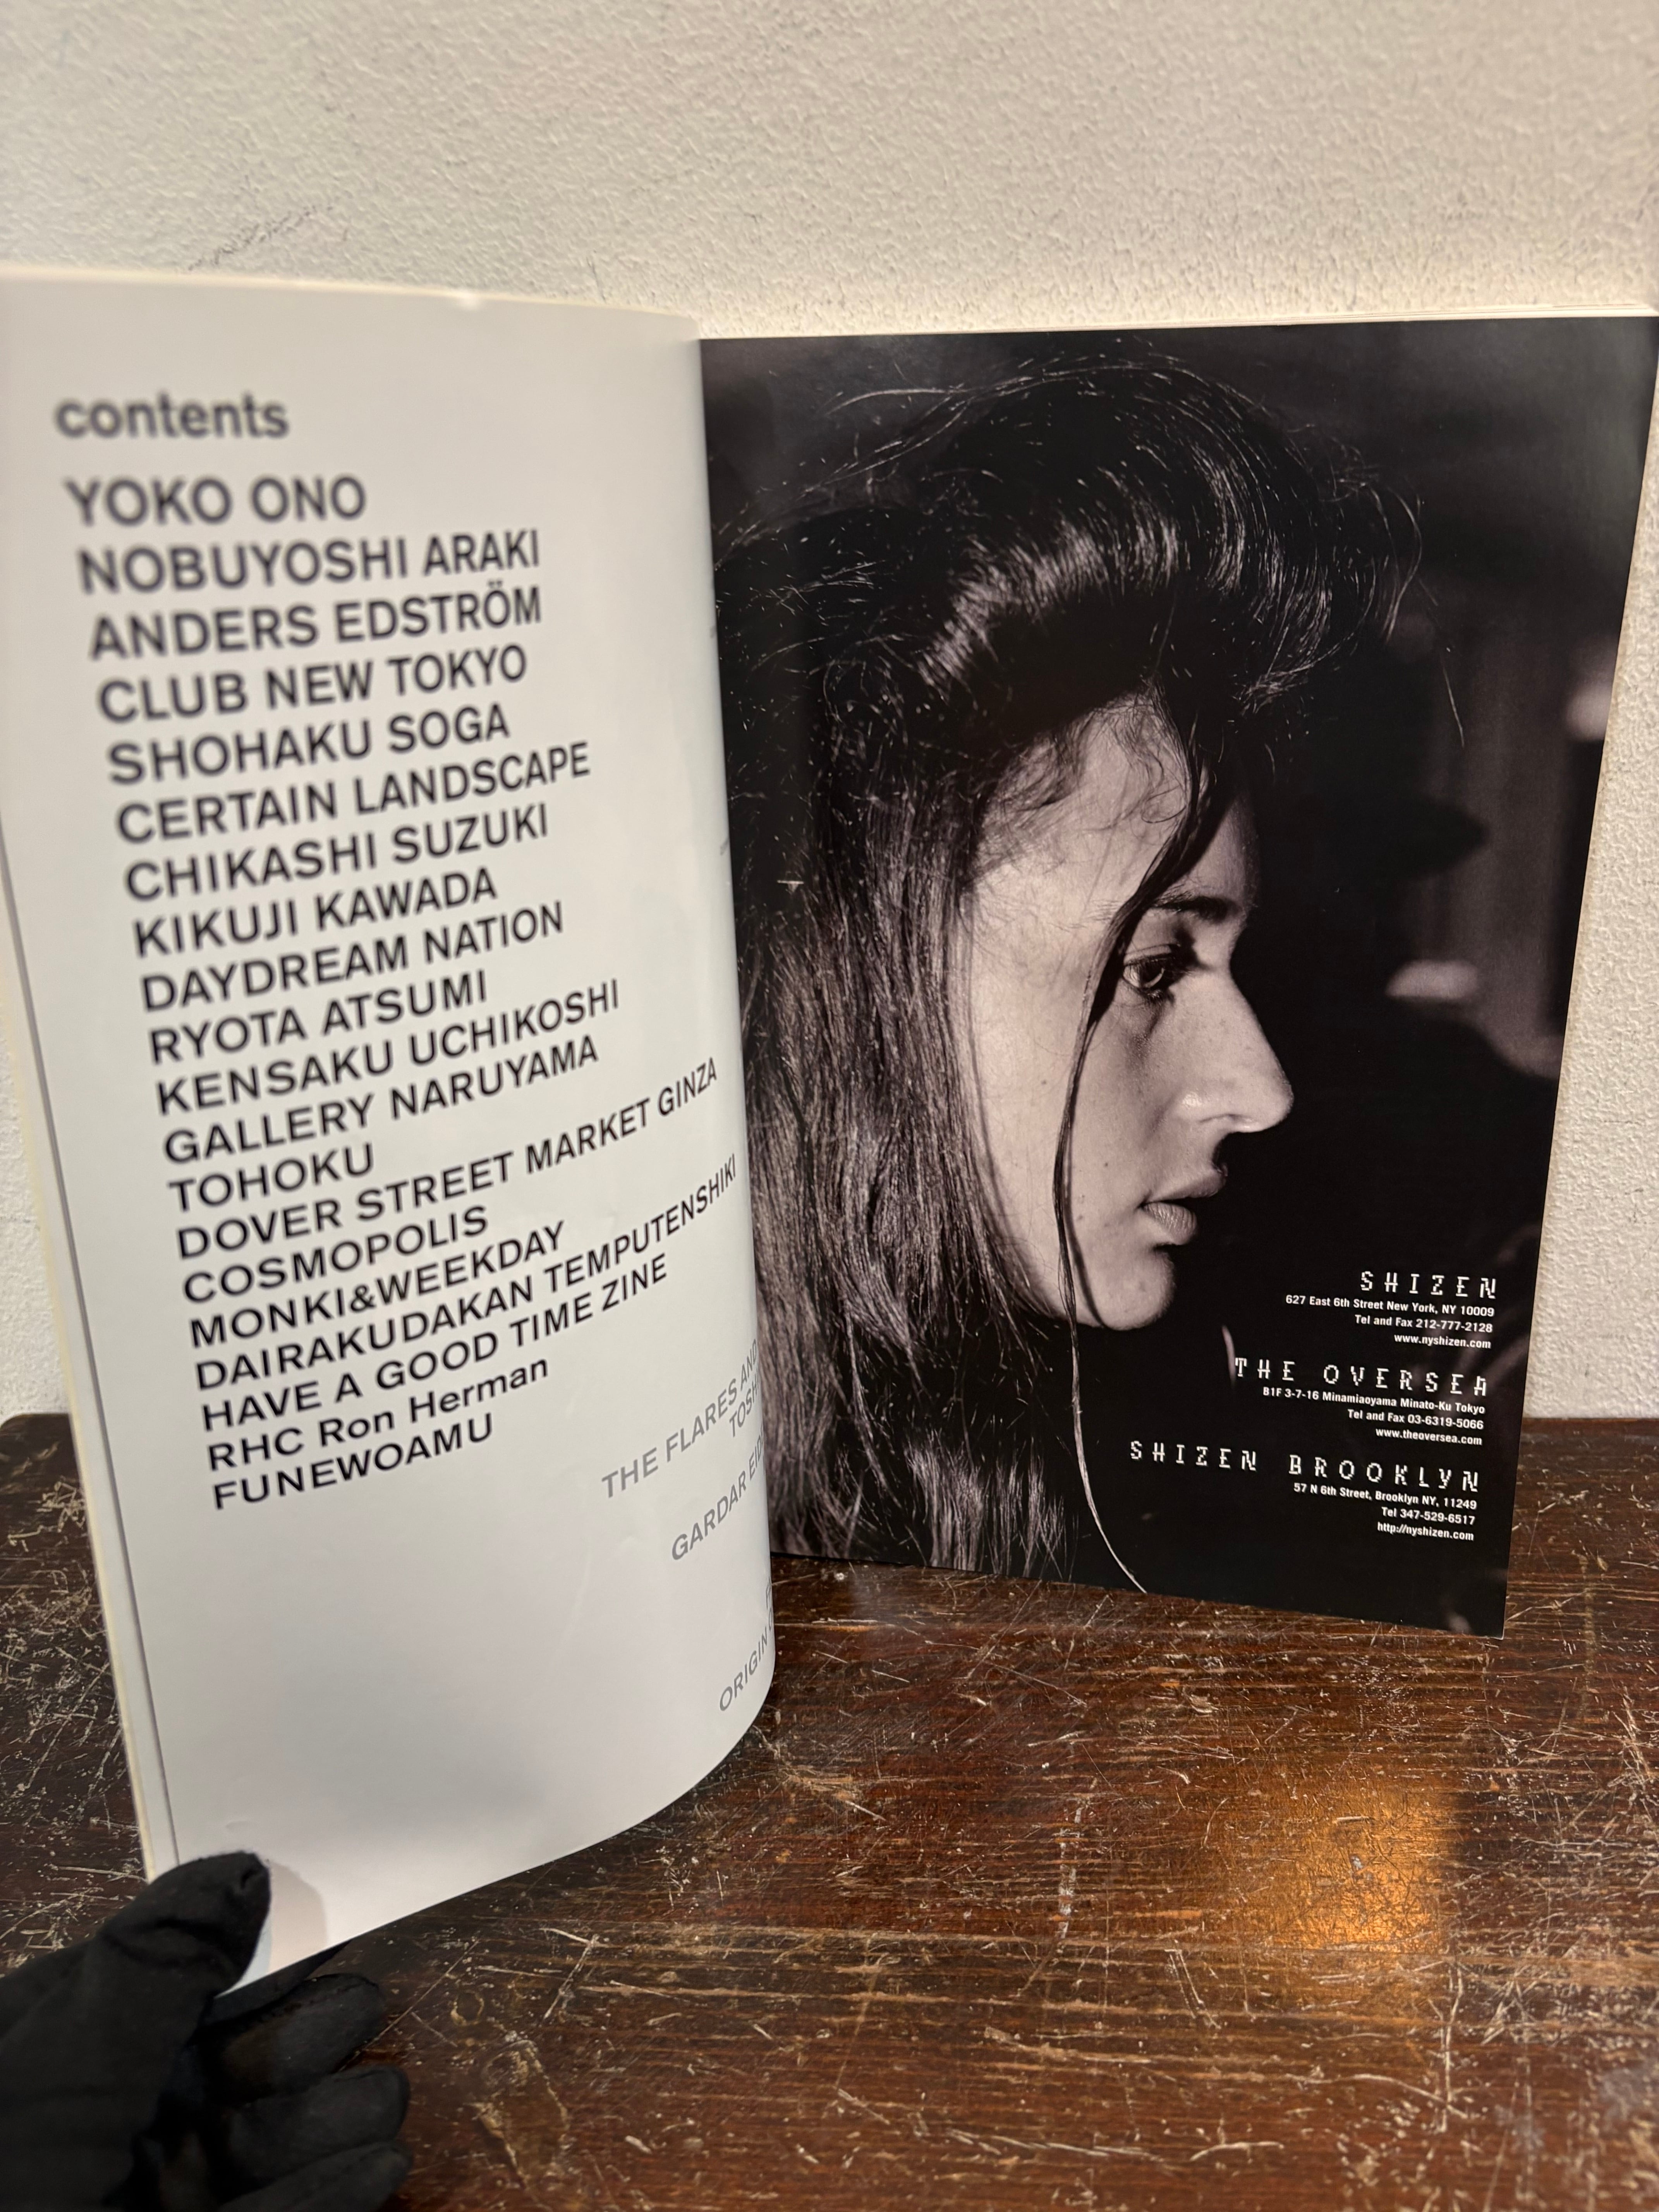 contents
YOKO ONO
NOBUYOSHI ARAKI
ANDERS EDSTRÖM
CLUB NEW TOKYO
SHOHAKU SOGA
CERTAIN LANDSCAPE
CHIKASHI SUZUKI
KIKUJI KAWADA
DAYDREAM NATION
RYOTA ATSUMI
KENSAKU UCHIKOSHI
GALLERY NARUYAMA
TOHOKU
DOVER STREET MARKET GINZA
COSMOPOLIS
MONKI&WEEKDAY
DAIRAKUDAKAN TEMPUTENSHIKI
HAVE A GOOD TIME ZINE
RHC Ron Herman
FUNEWOAMU
THE FLARES AND
GARDAR
ORIGIN
SHIZEN
627 East 6th Street New York, NY 10009
Tel and Fax 212-777-2128
www.nyshizen.com
THE OVERSEA
B1F 3-7-16 Minamiaoyama Minato-Ku Tokyo
Tel and Fax 03-6319-5066
www.theoversea.com
SHIZEN BROOKLYN
57 N 6th Street, Brooklyn NY, 11249
Tel 347-529-6517
http://nyshizen.com